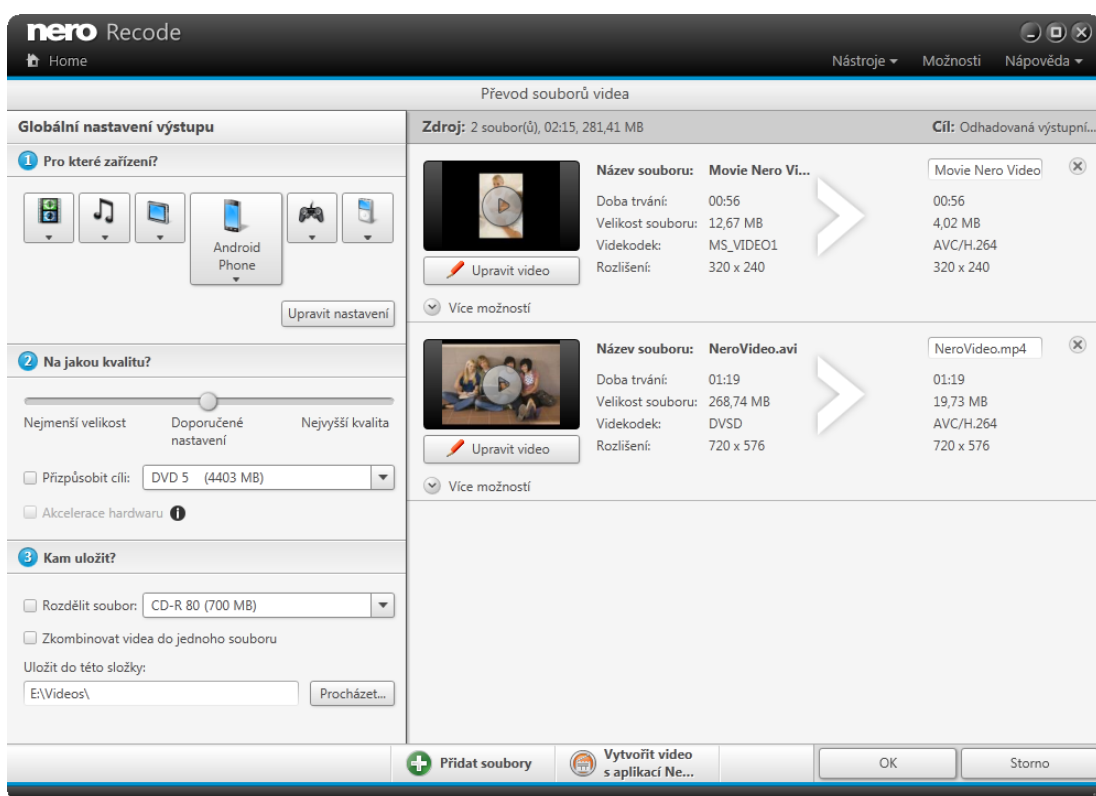 nero Recode
Home
Nástroje
Možnosti
Nápověda
Převod souborů videa
Globální nastavení výstupu
1 Pro které zařízení?
Android
Phone
Upravit nastavení
2 Na jakou kvalitu?
Nejmenší velikost
Doporučené
nastavení
Nejvyšší kvalita
Přizpůsobit cíli: DVD 5 (4403 MB)
Akcelerace hardwaru
3 Kam uložit?
Rozdělit soubor: CD-R 80 (700 MB)
Zkombinovat videa do jednoho souboru
Uložit do této složky:
E:\Videos\ Procházet...
Zdroj: 2 soubor(ů), 02:15, 281,41 MB
Cíl: Odhadovaná výstupní...
Název souboru: Movie Nero Vi... Movie Nero Video
Doba trvání: 00:56 00:56
Velikost souboru: 12,67 MB 4,02 MB
Videkodek: MS_VIDEO1 AVC/H.264
Rozlišení: 320 x 240 320 x 240
Upravit video
Více možností
Název souboru: NeroVideo.avi NeroVideo.mp4
Doba trvání: 01:19 01:19
Velikost souboru: 268,74 MB 19,73 MB
Videkodek: DVSD AVC/H.264
Rozlišení: 720 x 576 720 x 576
Upravit video
Více možností
Přidat soubory
Vytvořit video
s aplikací Ne...
OK
Storno